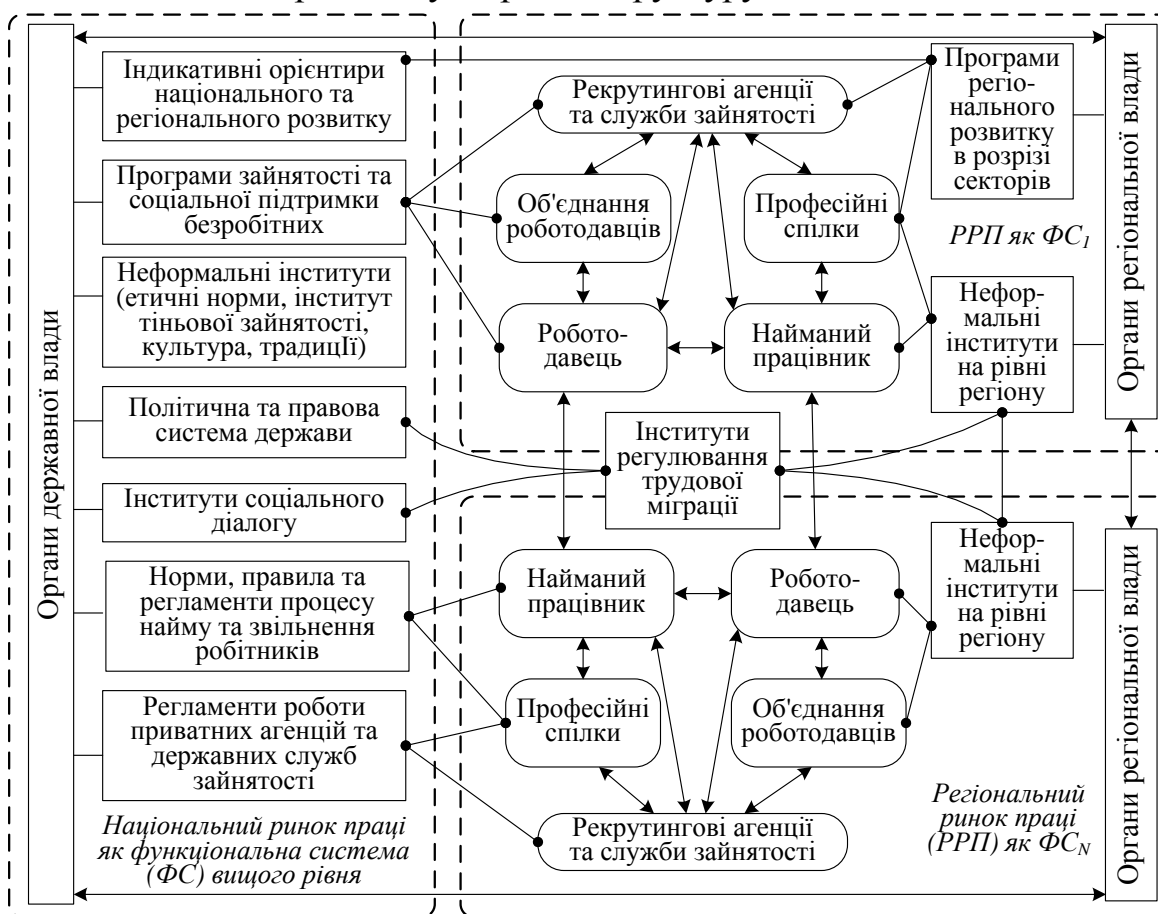 Органи державної влади
Індикативні орієнтири
національного та
регіонального розвитку
Програми зайнятості та
соціальної підтримки
безробітних
Неформальні інститути
(етичні норми, інститут
тіньової зайнятості,
культура, традицІЇ)
Політична та правова
система держави
Інститути соціального
діалогу
Норми, правила та
регламенти процесу
найму та звільнення
робітників
Регламенти роботи
приватних агенцій та
державних служб
зайнятості
Національний ринок праці
як функціональна система
(ФС) вищого рівня
Рекрутингові агенції
та служби зайнятості
Об'єднання
роботодавців
Професійні
спілки
Робото-
давець
Найманий
працівник
Програми
регіо-
нального
розвитку
в розрізі
секторів
РРП як ФС1
Нефор-
мальні
інститути
на рівні
регіону
Органи регіональної влади
Інститути
регулювання
трудової
міграції
Найманий
працівник
Робото-
давець
Професійні
спілки
Об'єднання
роботодавців
Рекрутингові агенції
та служби зайнятості
Нефор-
мальні
інститути
на рівні
регіону
Регіональний
ринок праці
(РРП) як ФСN
Органи регіональної влади